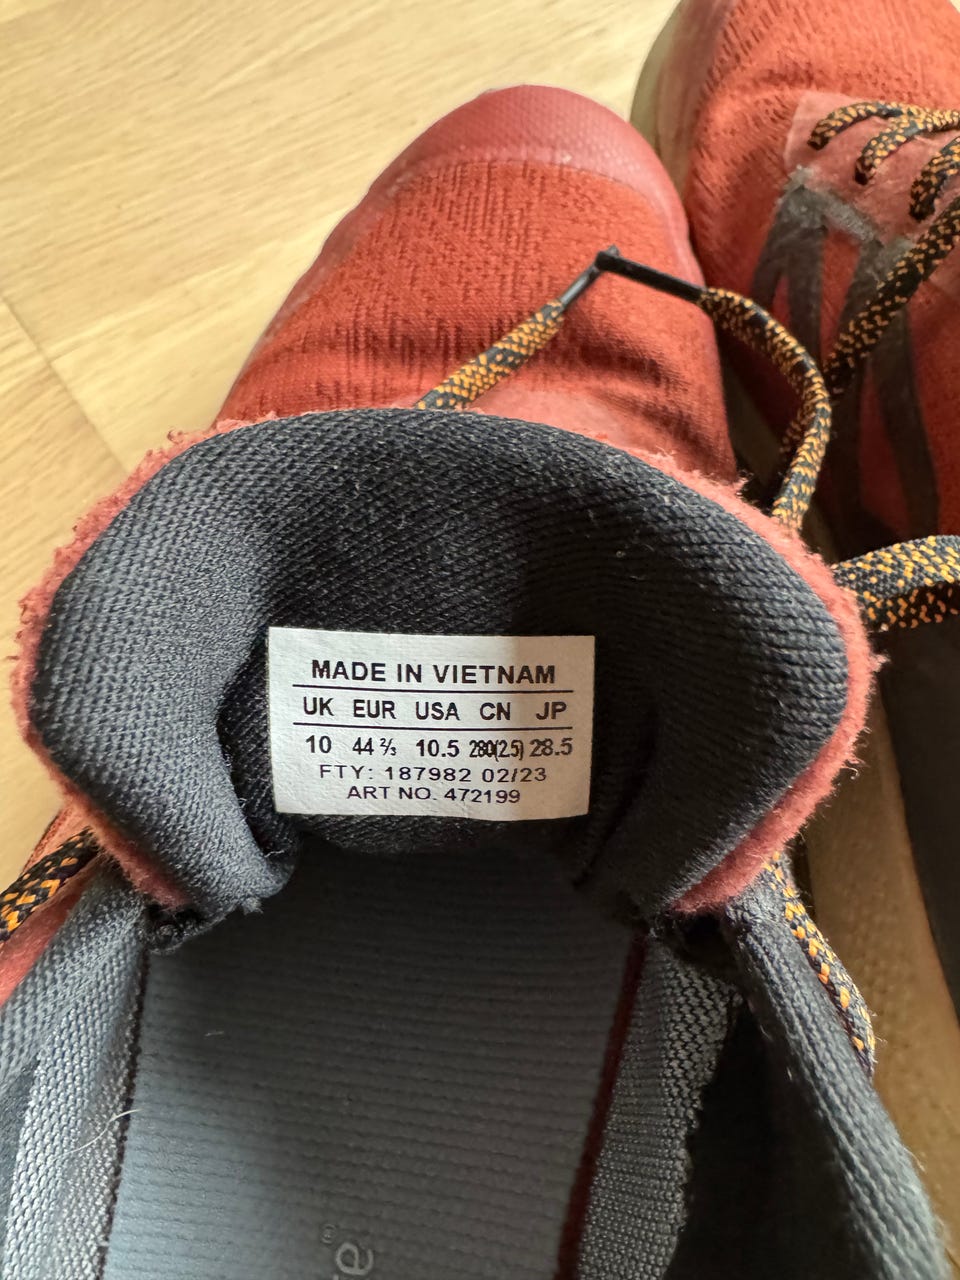 MADE IN VIETNAM
UK EUR USA CN JP
10 44 ⅔ 10.5 280(2.5) 28.5
FTY: 187982 02/23
ART NO. 472199